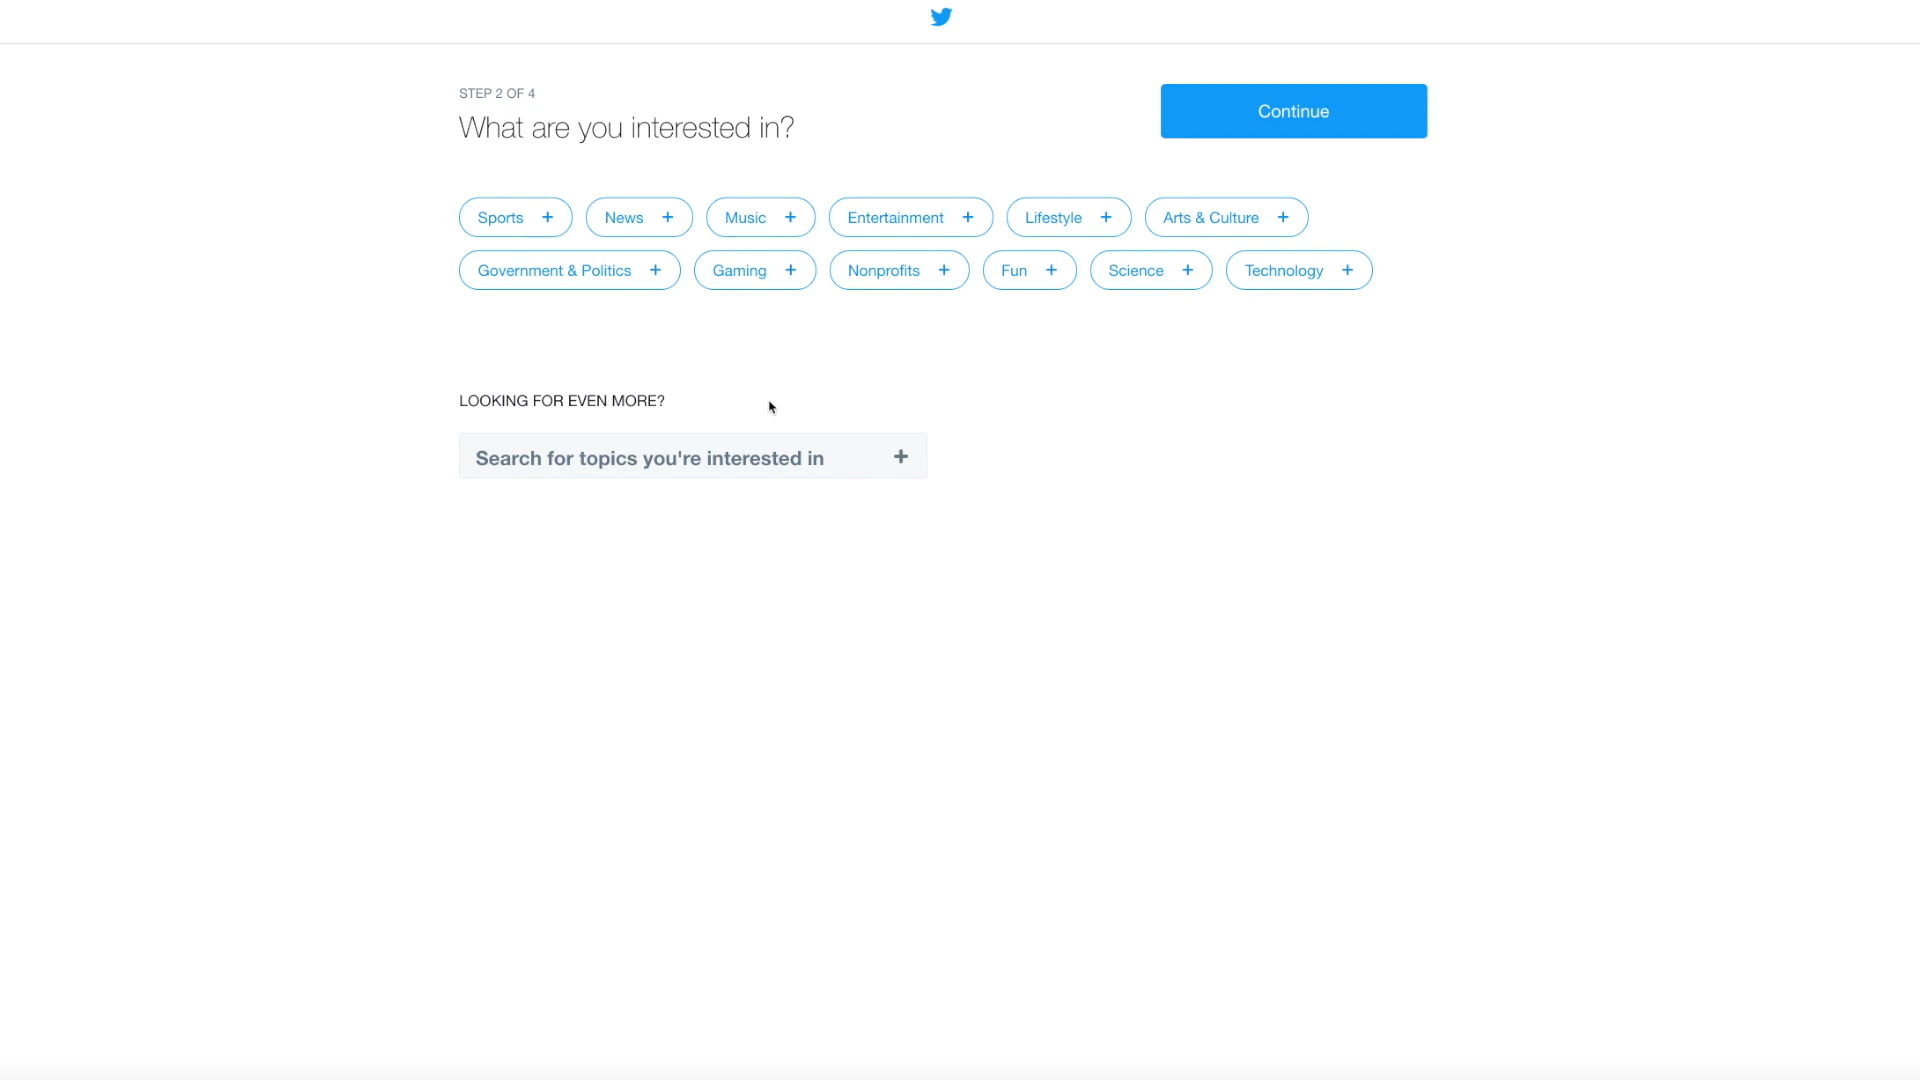 STEP 2 OF 4
What are you interested in?
Continue
Sports + News + Music + Entertainment + Lifestyle + Arts & Culture +
Government & Politics + Gaming + Nonprofits + Fun + Science + Technology +
LOOKING FOR EVEN MORE?
Search for topics you're interested in +